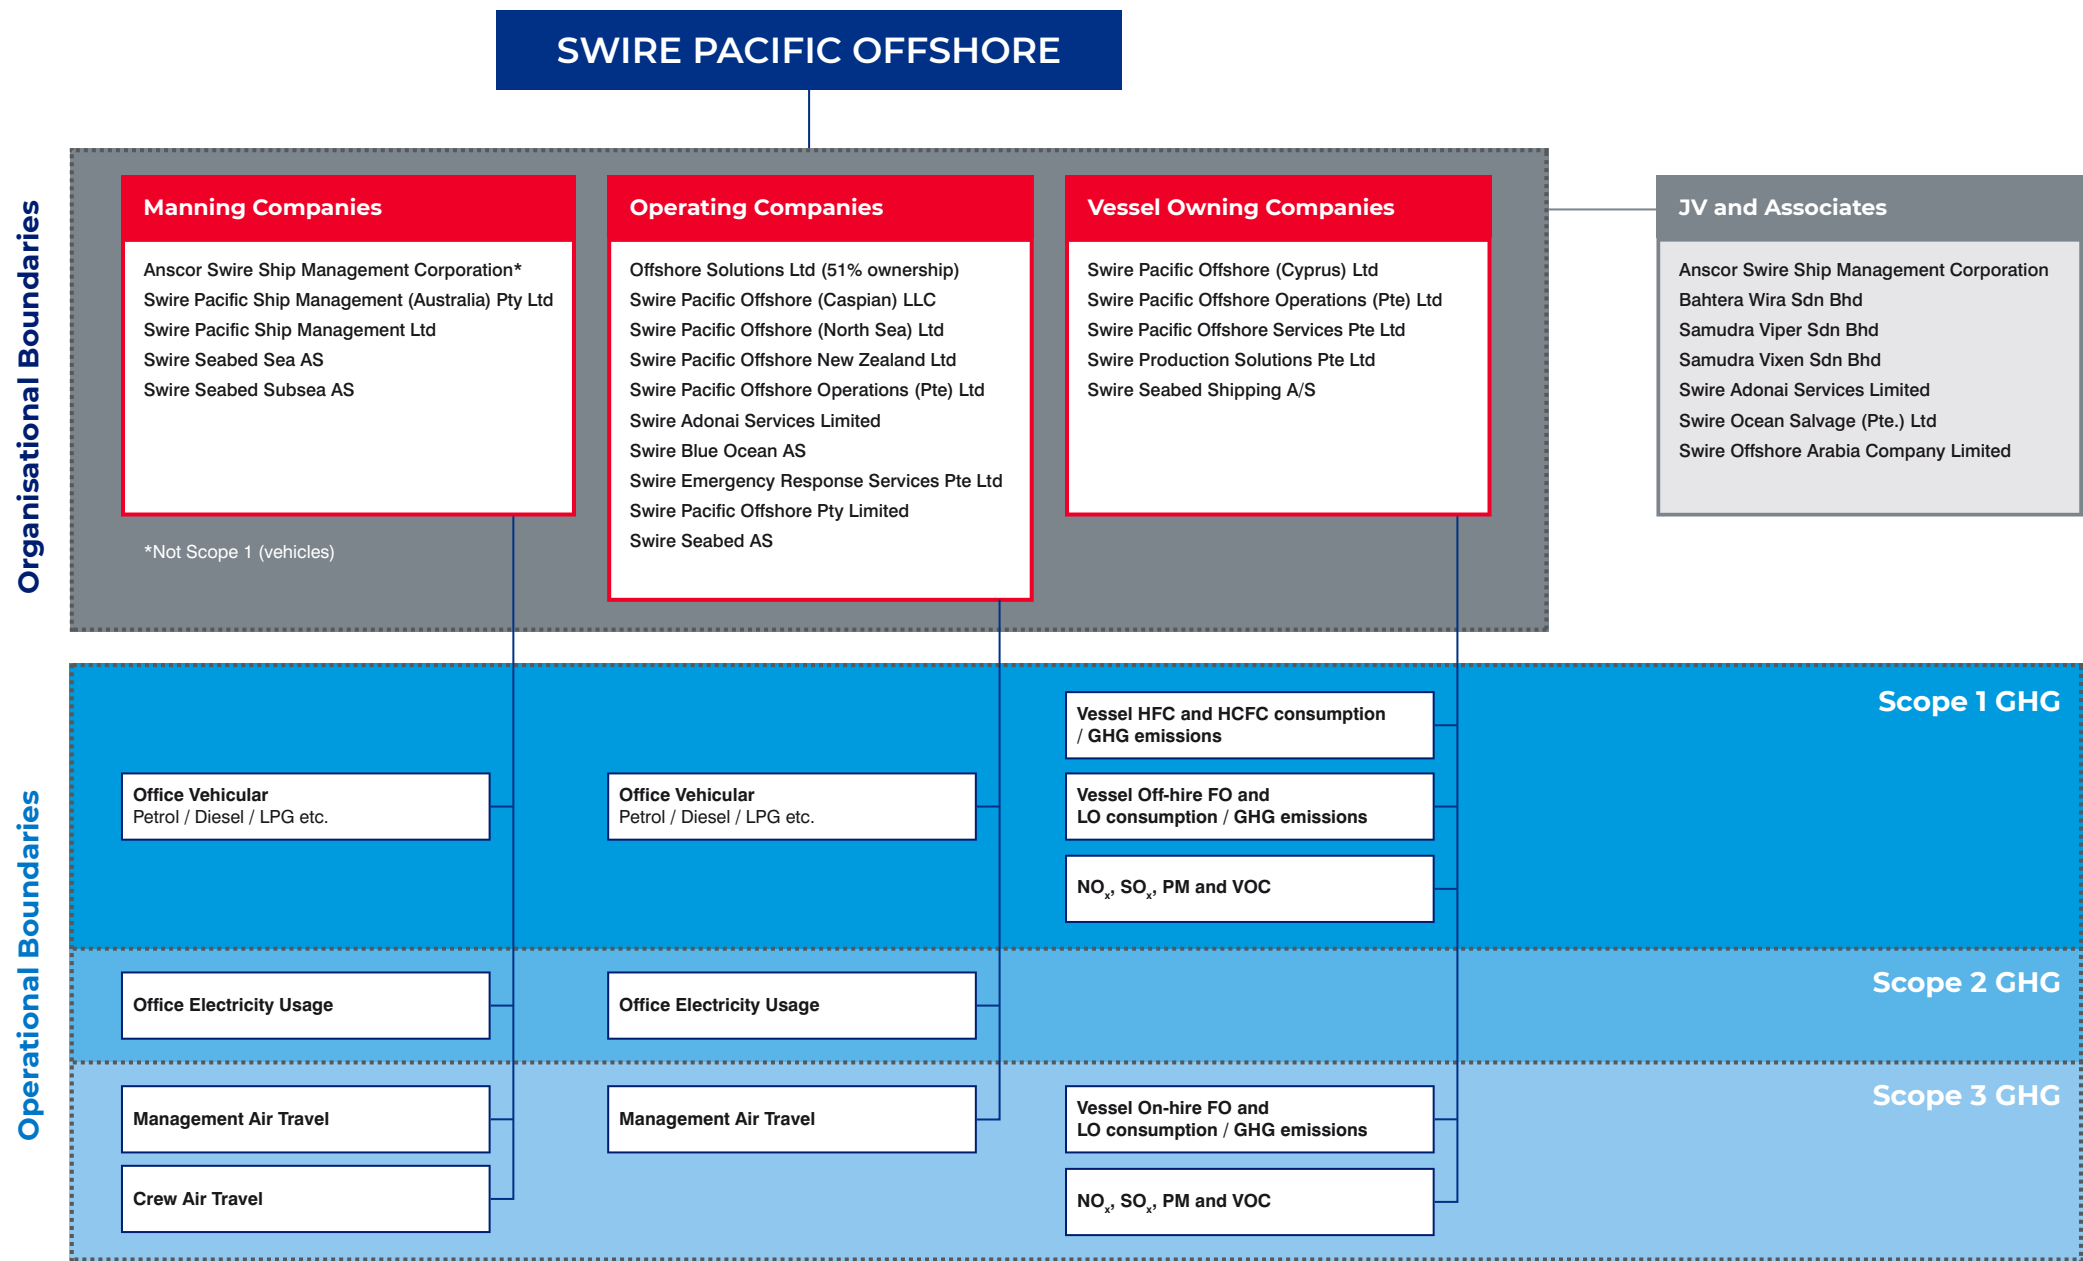 SWIRE PACIFIC OFFSHORE
Organisational Boundaries
Manning Companies
Anscor Swire Ship Management Corporation*
Swire Pacific Ship Management (Australia) Pty Ltd
Swire Pacific Ship Management Ltd
Swire Seabed Sea AS
Swire Seabed Subsea AS
*Not Scope 1 (vehicles)
Operating Companies
Offshore Solutions Ltd (51% ownership)
Swire Pacific Offshore (Caspian) LLC
Swire Pacific Offshore (North Sea) Ltd
Swire Pacific Offshore New Zealand Ltd
Swire Pacific Offshore Operations (Pte) Ltd
Swire Adonai Services Limited
Swire Blue Ocean AS
Swire Emergency Response Services Pte Ltd
Swire Pacific Offshore Pty Limited
Swire Seabed AS
Vessel Owning Companies
Swire Pacific Offshore (Cyprus) Ltd
Swire Pacific Offshore Operations (Pte) Ltd
Swire Pacific Offshore Services Pte Ltd
Swire Production Solutions Pte Ltd
Swire Seabed Shipping A/S
JV and Associates
Anscor Swire Ship Management Corporation
Bahtera Wira Sdn Bhd
Samudra Viper Sdn Bhd
Samudra Vixen Sdn Bhd
Swire Adonai Services Limited
Swire Ocean Salvage (Pte.) Ltd
Swire Offshore Arabia Company Limited
Operational Boundaries
Scope 1 GHG
Office Vehicular
Petrol / Diesel / LPG etc.
Office Vehicular
Petrol / Diesel / LPG etc.
Vessel HFC and HCFC consumption
/ GHG emissions
Vessel Off-hire FO and
LO consumption / GHG emissions
NOx, SOx, PM and VOC
Scope 2 GHG
Office Electricity Usage
Office Electricity Usage
Scope 3 GHG
Management Air Travel
Crew Air Travel
Management Air Travel
Vessel On-hire FO and
LO consumption / GHG emissions
NOx, SOx, PM and VOC